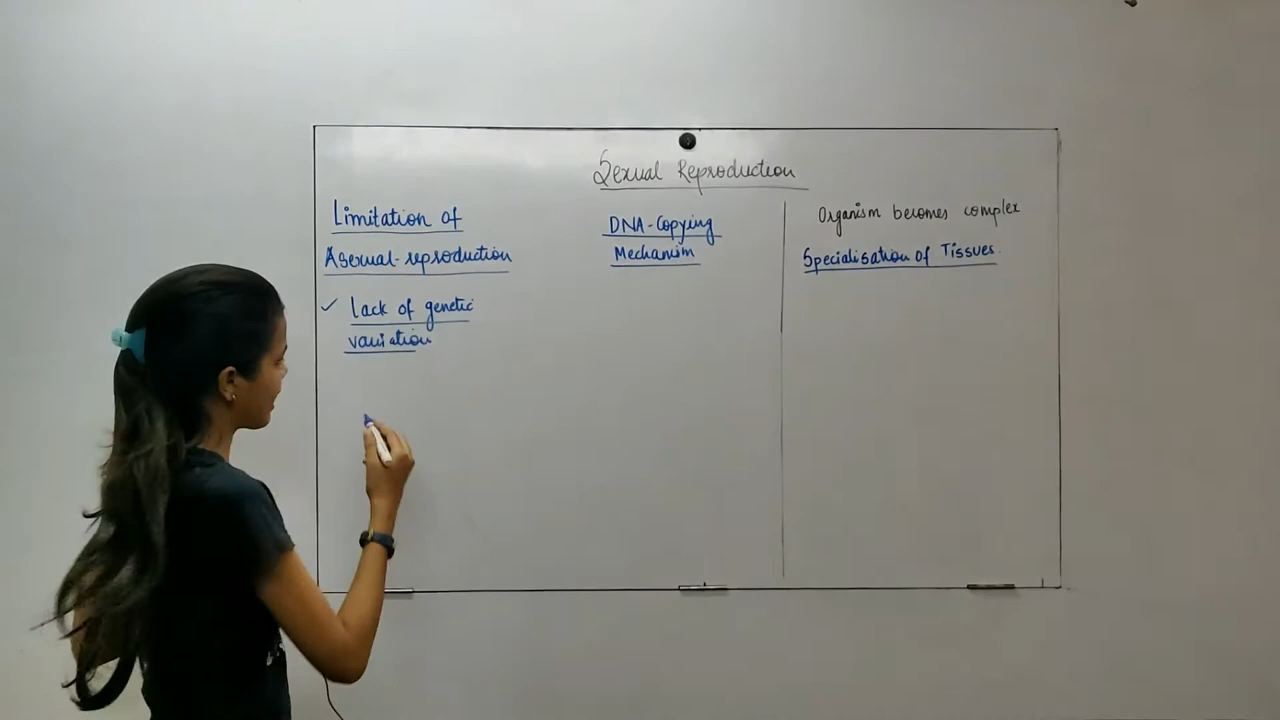 Sexual Reproduction
Limitation of
Asexual-reproduction
✓ Lack of genetic
variation
DNA-Copying
Mechanism
Organism becomes complex
Specialisation of Tissues.